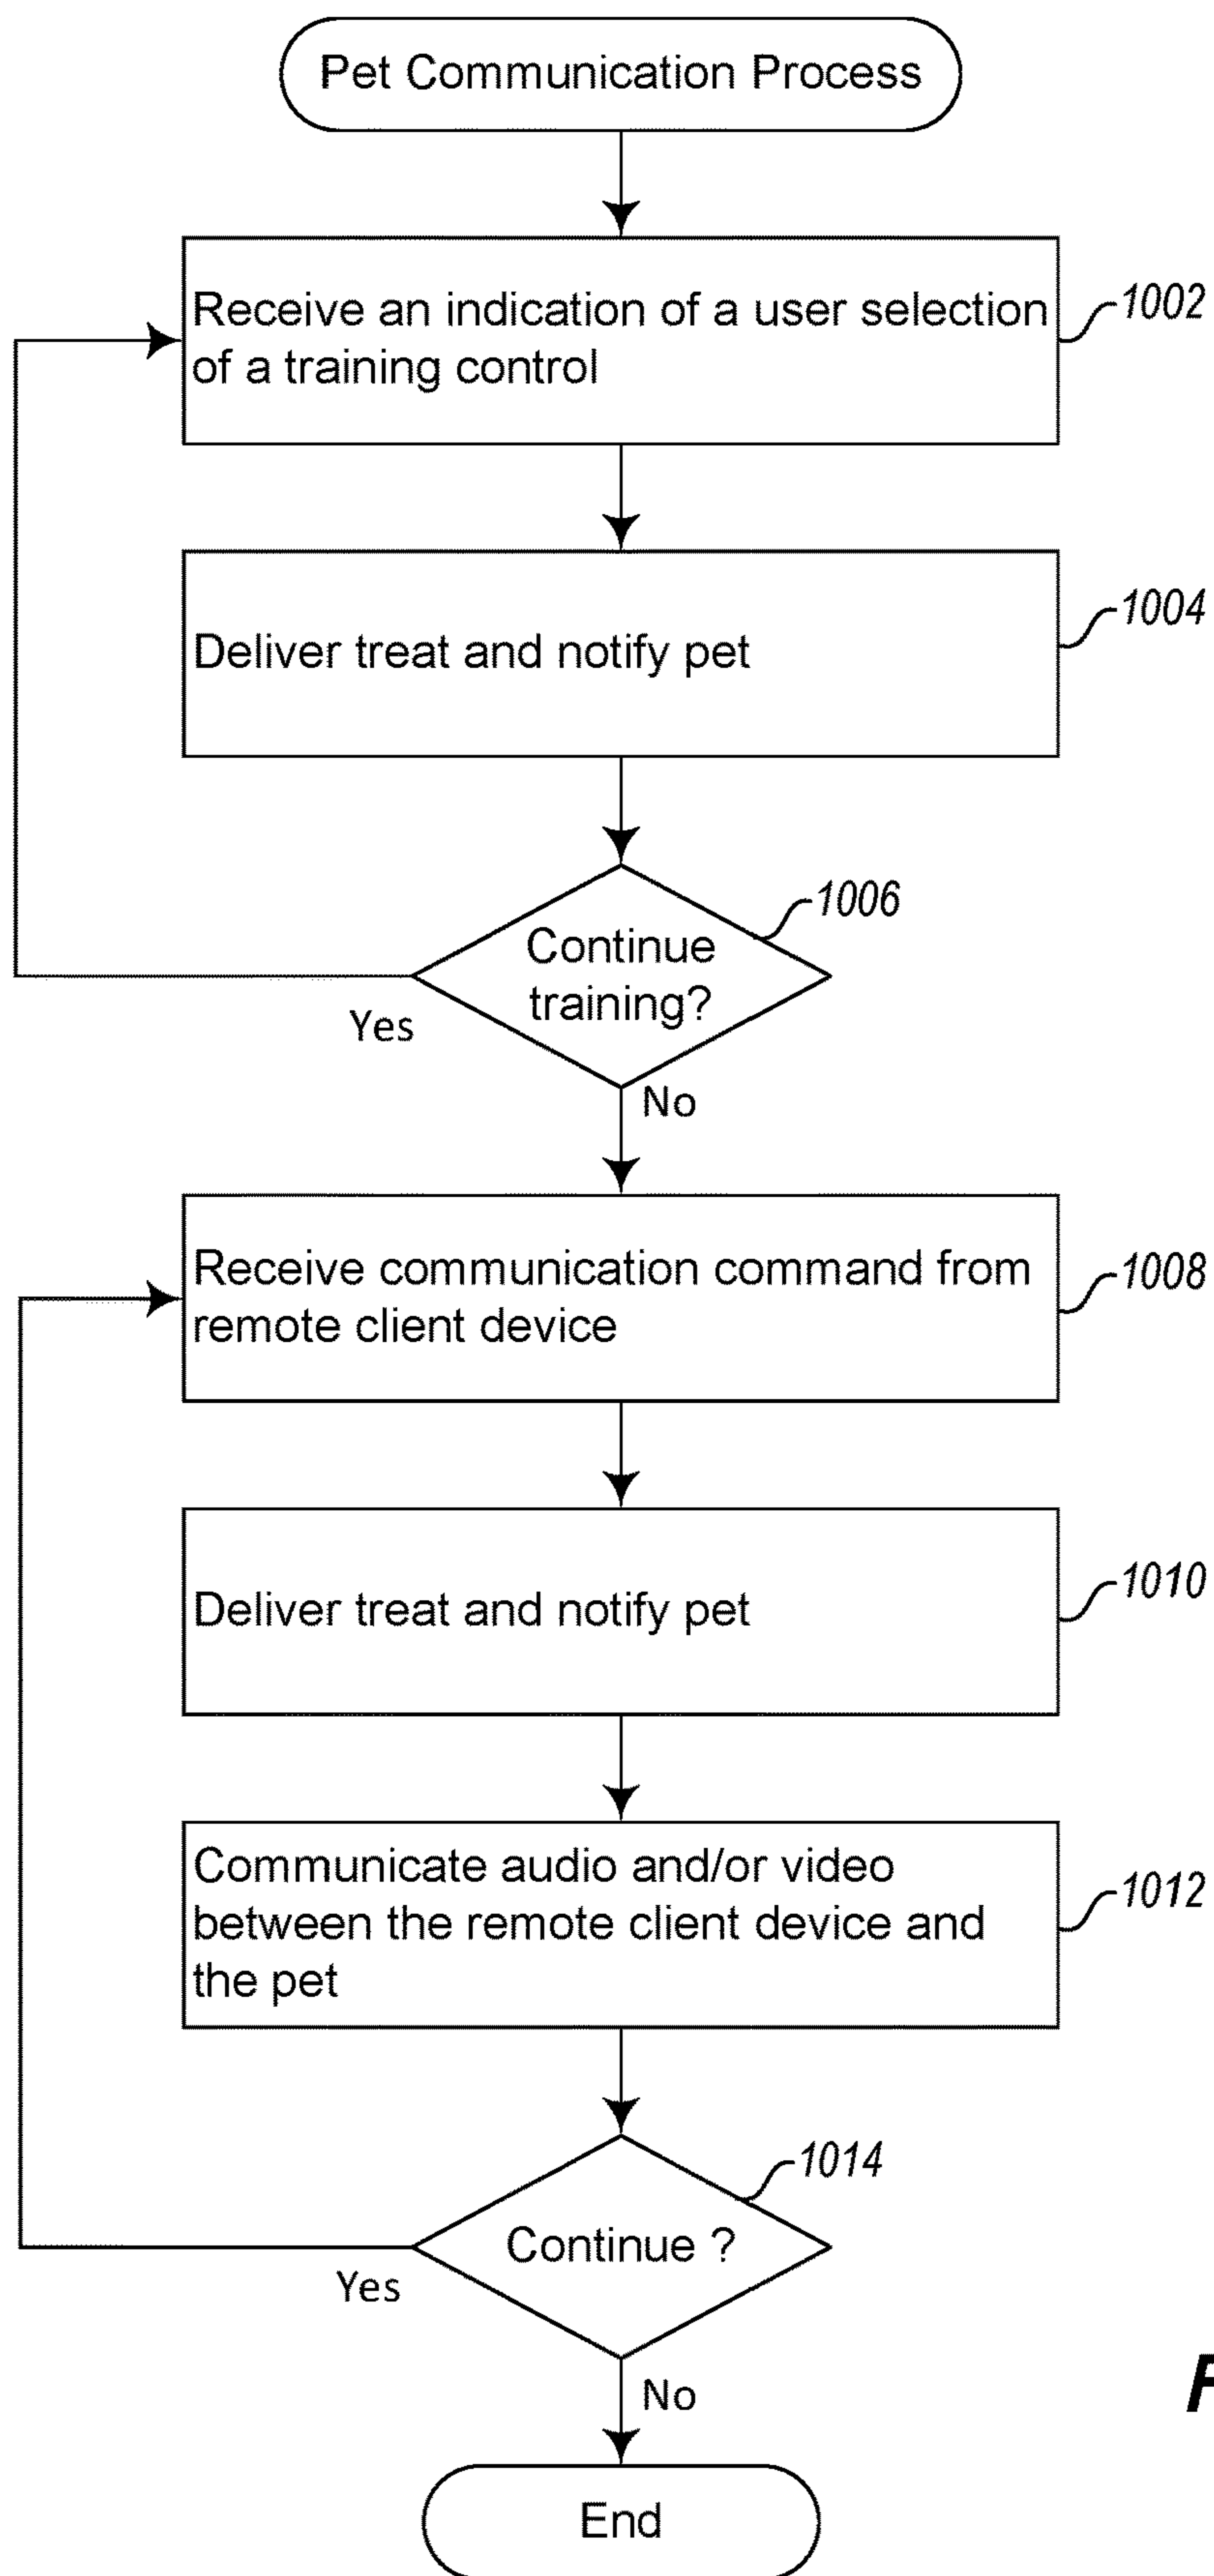 Pet Communication Process
Receive an indication of a user selection
of a training control
1002
Deliver treat and notify pet
1004
Continue
training?
1006
Yes
No
Receive communication command from
remote client device
1008
Deliver treat and notify pet
1010
Communicate audio and/or video
between the remote client device and
the pet
1012
Continue ?
1014
Yes
No
End